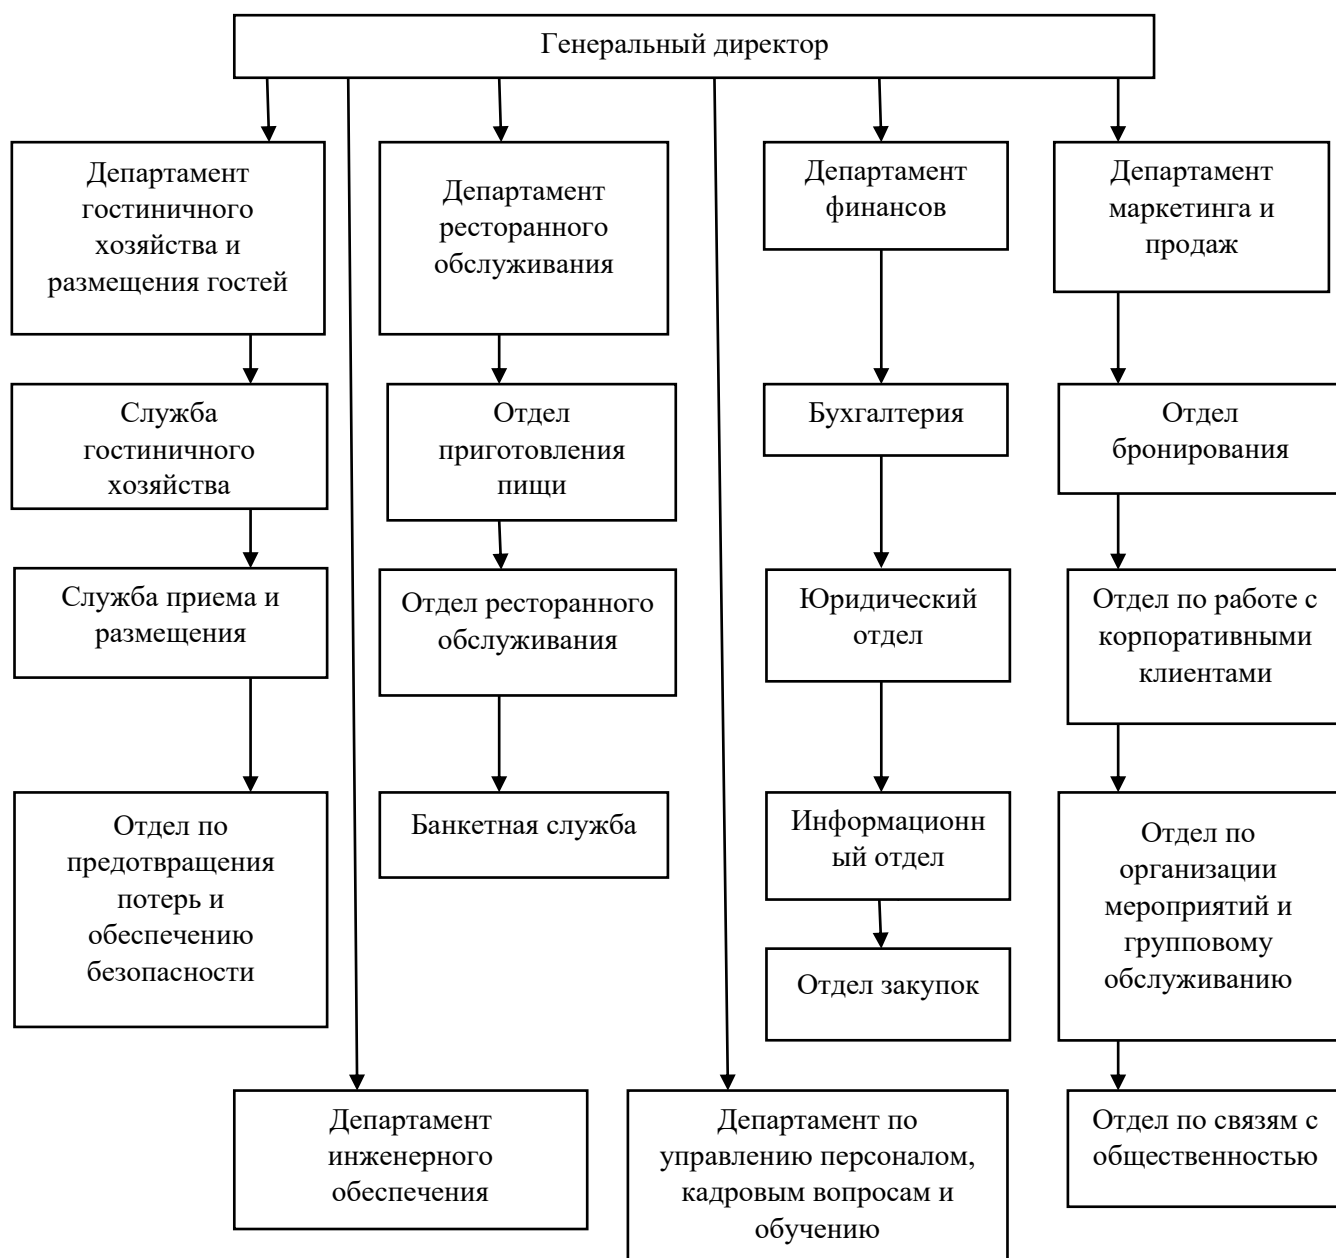 Генеральный директор
Департамент
гостиничного
хозяйства и
размещения гостей
Департамент
ресторанного
обслуживания
Департамент
финансов
Департамент
маркетинга и
продаж
Служба
гостиничного
хозяйства
Отдел
приготовления
пищи
Бухгалтерия
Отдел
бронирования
Служба приема и
размещения
Отдел ресторанного
обслуживания
Юридический
отдел
Отдел по работе с
корпоративными
клиентами
Отдел по
предотвращения
потерь и
обеспечению
безопасности
Банкетная служба
Информационн
ый отдел
Отдел по
организации
мероприятий и
групповому
обслуживанию
Отдел закупок
Департамент
инженерного
обеспечения
Департамент по
управлению персоналом,
кадровым вопросам и
обучению
Отдел по связям с
общественностью